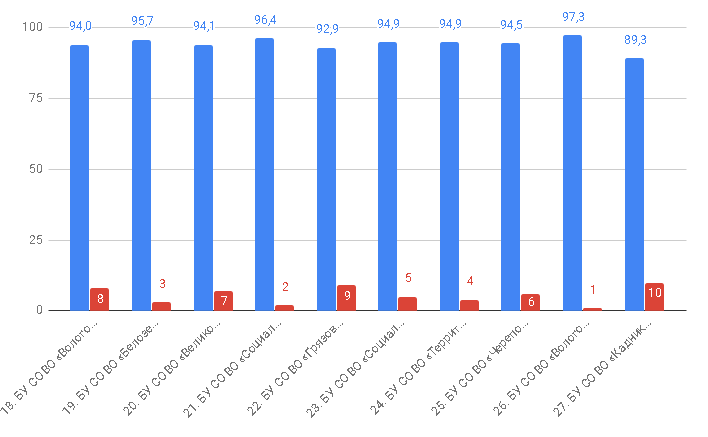 100
75
50
25
0
94,0
95,7
94,1
96,4
92,9
94,9
94,9
94,5
97,3
89,3
8
3
7
2
9
5
4
6
1
10
18. БУ СО ВО «Волого…
19. БУ СО ВО «Белозе…
20. БУ СО ВО «Велико…
21. БУ СО ВО «Социал…
22. БУ СО ВО «Грязов…
23. БУ СО ВО «Социал…
24. БУ СО ВО «Террит…
25. БУ СО ВО «Черепо…
26. БУ СО ВО «Волого…
27. БУ СО ВО «Кадник…